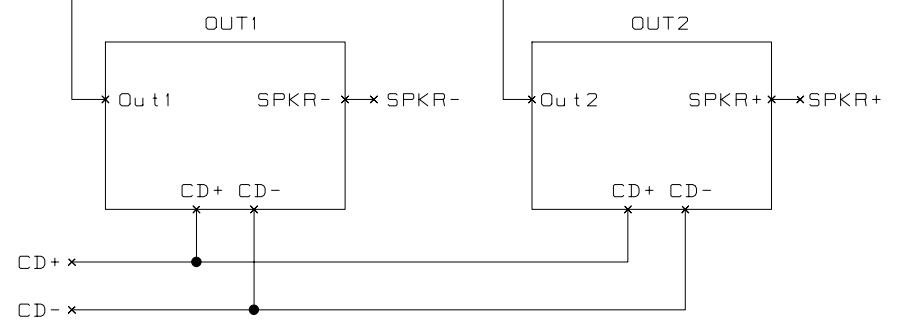 OUT1 OUT2
Out1 SPKR- SPKR- Out2 SPKR+ SPKR+
CD+ CD- CD+ CD-
CD+
CD-